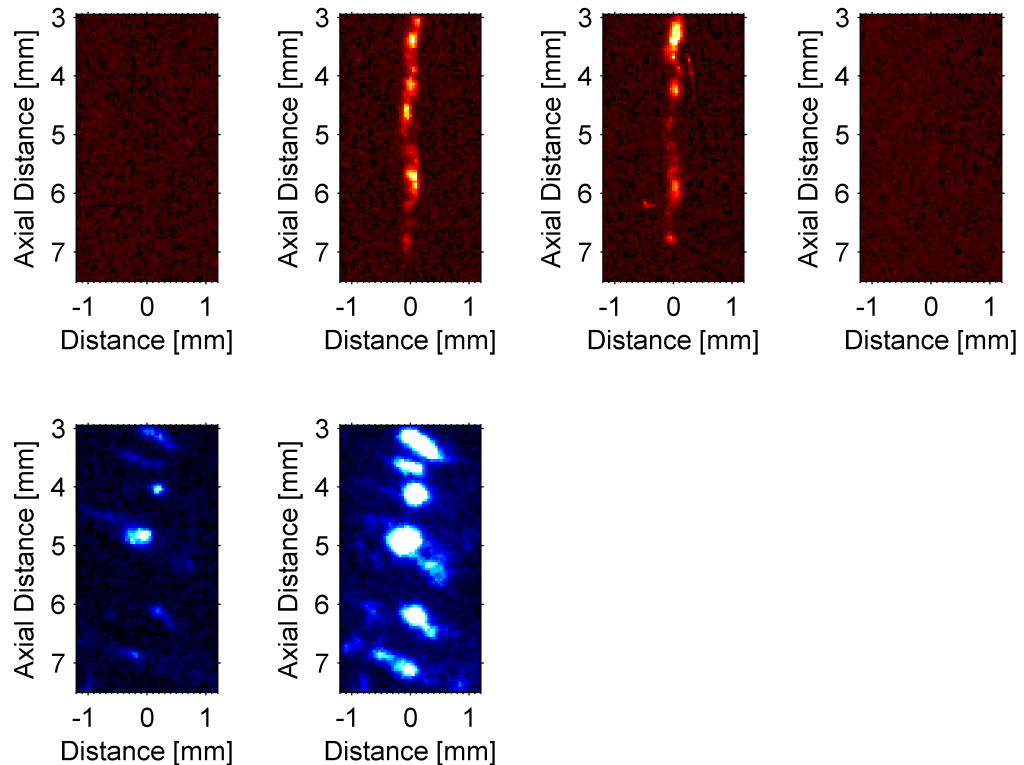 3 3 3 3
4 4 4 4
5 5 5 5
6 6 6 6
7 7 7 7
Axial Distance [mm] Axial Distance [mm] Axial Distance [mm] Axial Distance [mm]
-1 0 1 -1 0 1 -1 0 1 -1 0 1
Distance [mm] Distance [mm] Distance [mm] Distance [mm]
3 3
4 4
5 5
6 6
7 7
Axial Distance [mm] Axial Distance [mm]
-1 0 1 -1 0 1
Distance [mm] Distance [mm]